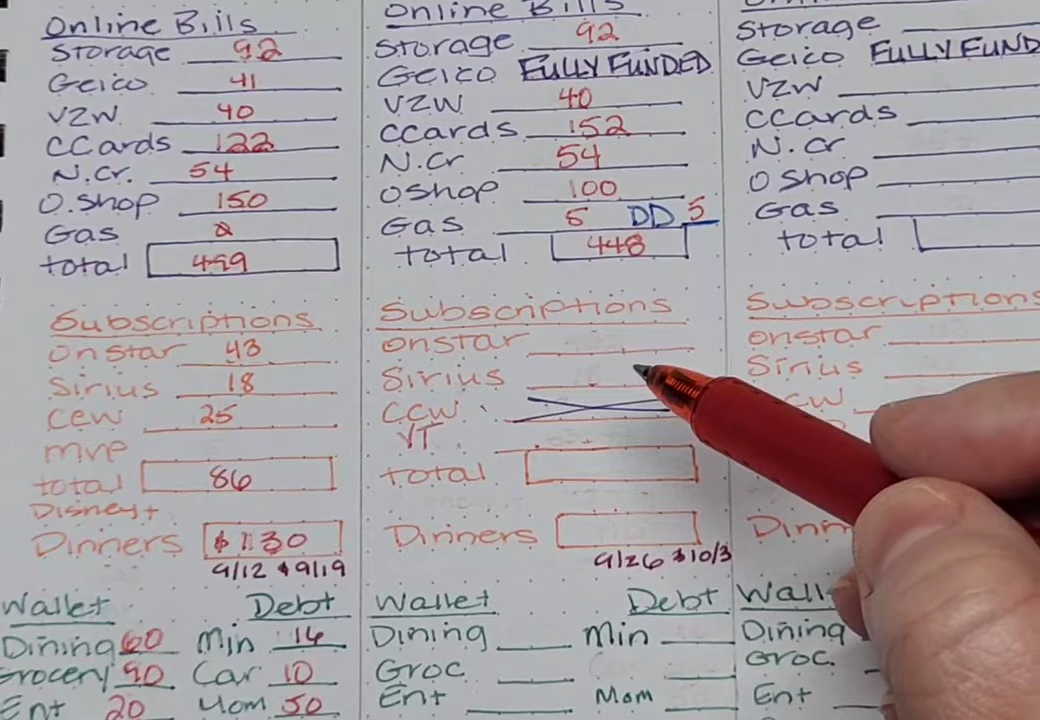 Online Bills
Storage 92
Geico 41
VZW 40
CCards 122
N.Cr. 54
O.Shop 150
Gas
total 499
Subscriptions
Onstar 43
Sirius 18
CCW 25
mvp
total 86
Disney+
Dinners $130
9/12 & 9/19
Wallet Debt
Dining 60 Min 14
Grocery 90 Car 10
Ent 20 Mom 50
Online Bills
Storage 92
Geico FULLY FUNDED
VZW 40
CCards 152
N.Cr 54
OShop 100
Gas 5 DD 5
total 448
Subscriptions
Onstar
Sirius
CCW
YT
total
Dinners
9/26 & 10/3
Wallet Debt
Dining Min
Groc
Ent Mom
Storage
Geico FULLY FUND
VZW
CCards
N.Cr
O Shop
Gas
total
Subscriptions
Onstar
Sirius
CW
Dinn
Wall
Dining
Groc.
Ent